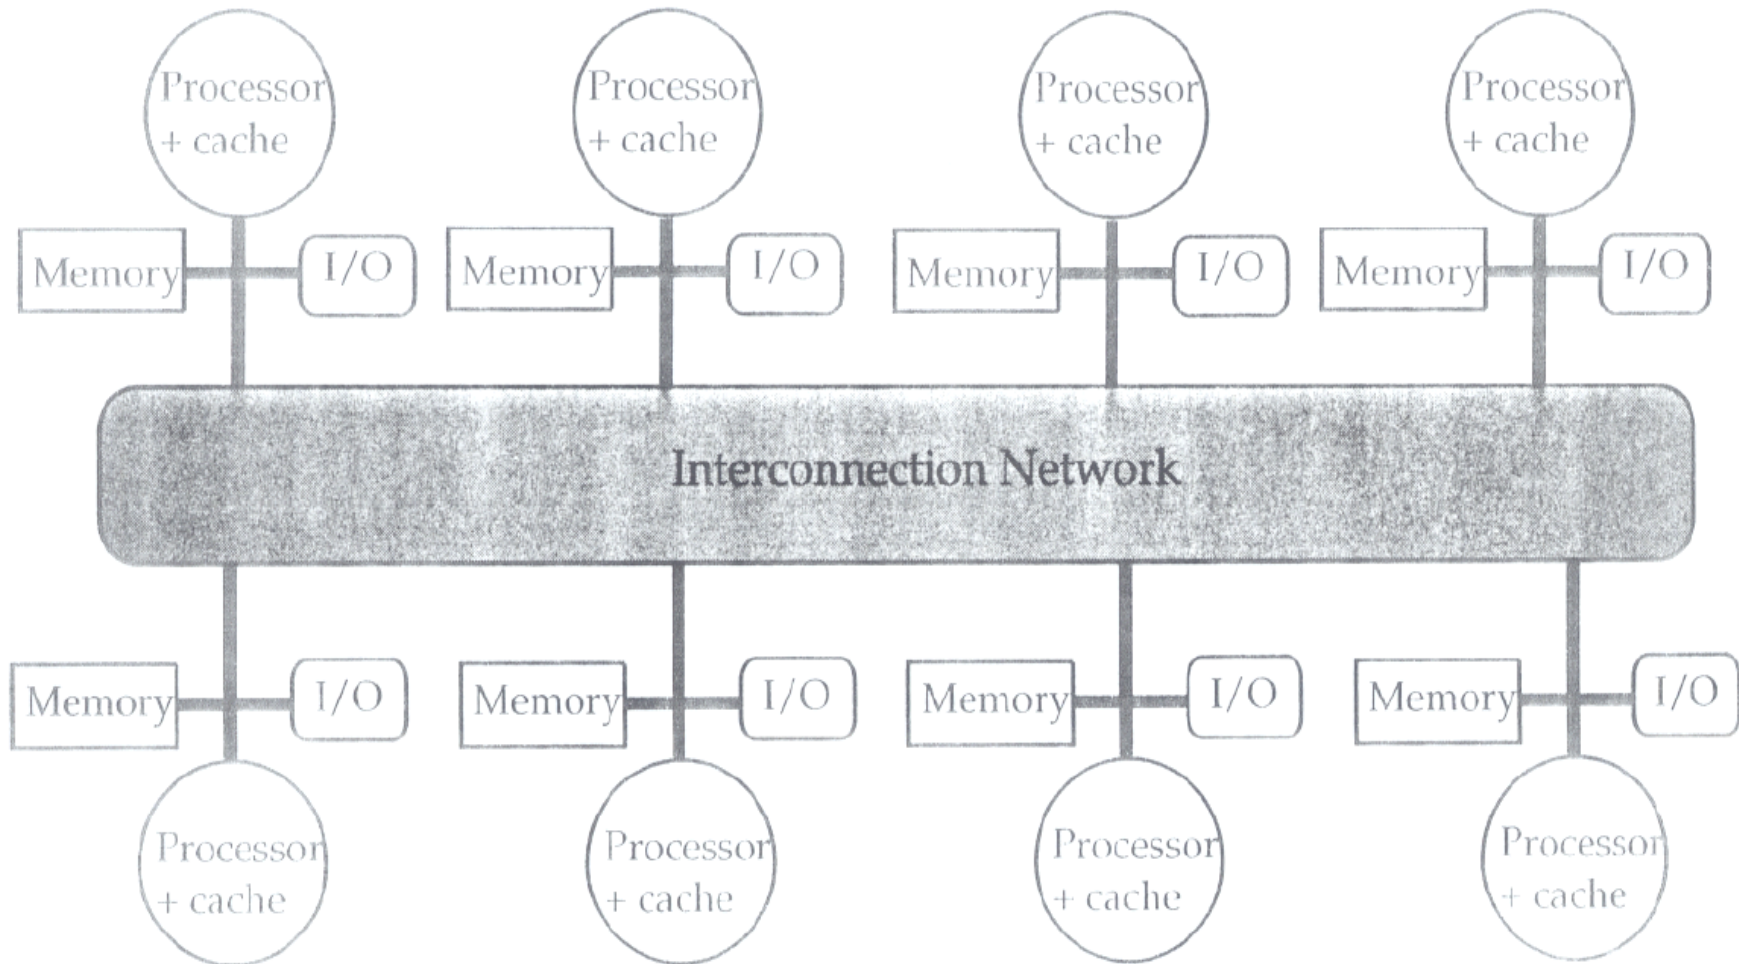 Processor
+ cache
Processor
+ cache
Processor
+ cache
Processor
+ cache
Memory
I/O
Memory
I/O
Memory
I/O
Memory
I/O
Interconnection Network
Memory
I/O
Memory
I/O
Memory
I/O
Memory
I/O
Processor
+ cache
Processor
+ cache
Processor
+ cache
Processor
+ cache